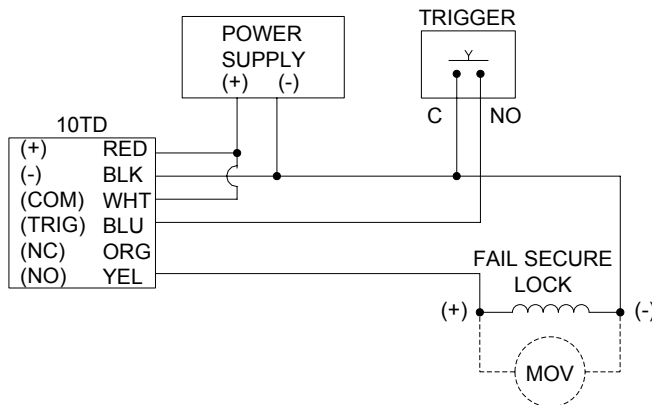 POWER
SUPPLY
(+) (-)
TRIGGER
C NO
10TD
(+) RED
(-) BLK
(COM) WHT
(TRIG) BLU
(NC) ORG
(NO) YEL
FAIL SECURE
LOCK
(+) (-)
MOV